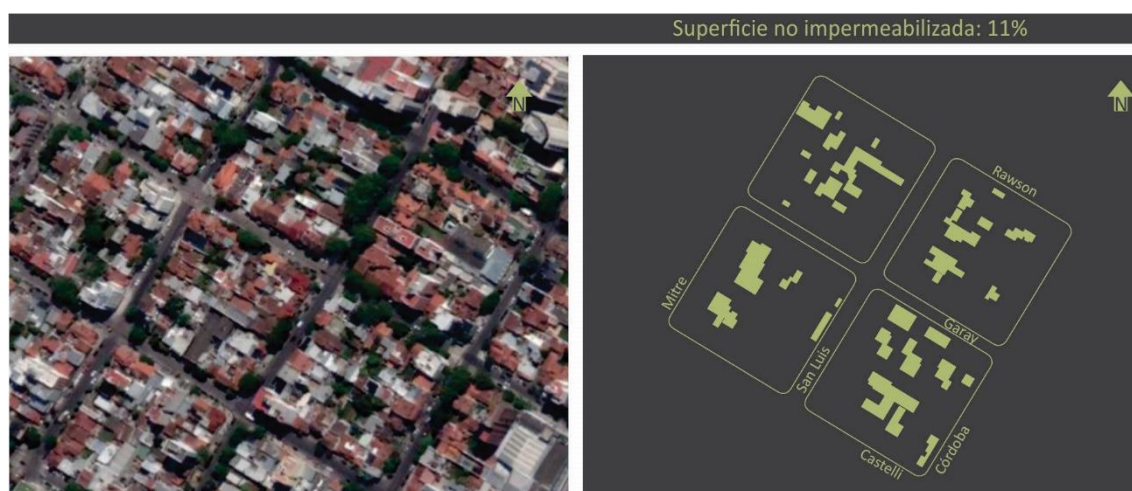 Superficie no impermeabilizada: 11%
N
N
Rawson
Mitre
Garay
San Luis
Castelli
Córdoba